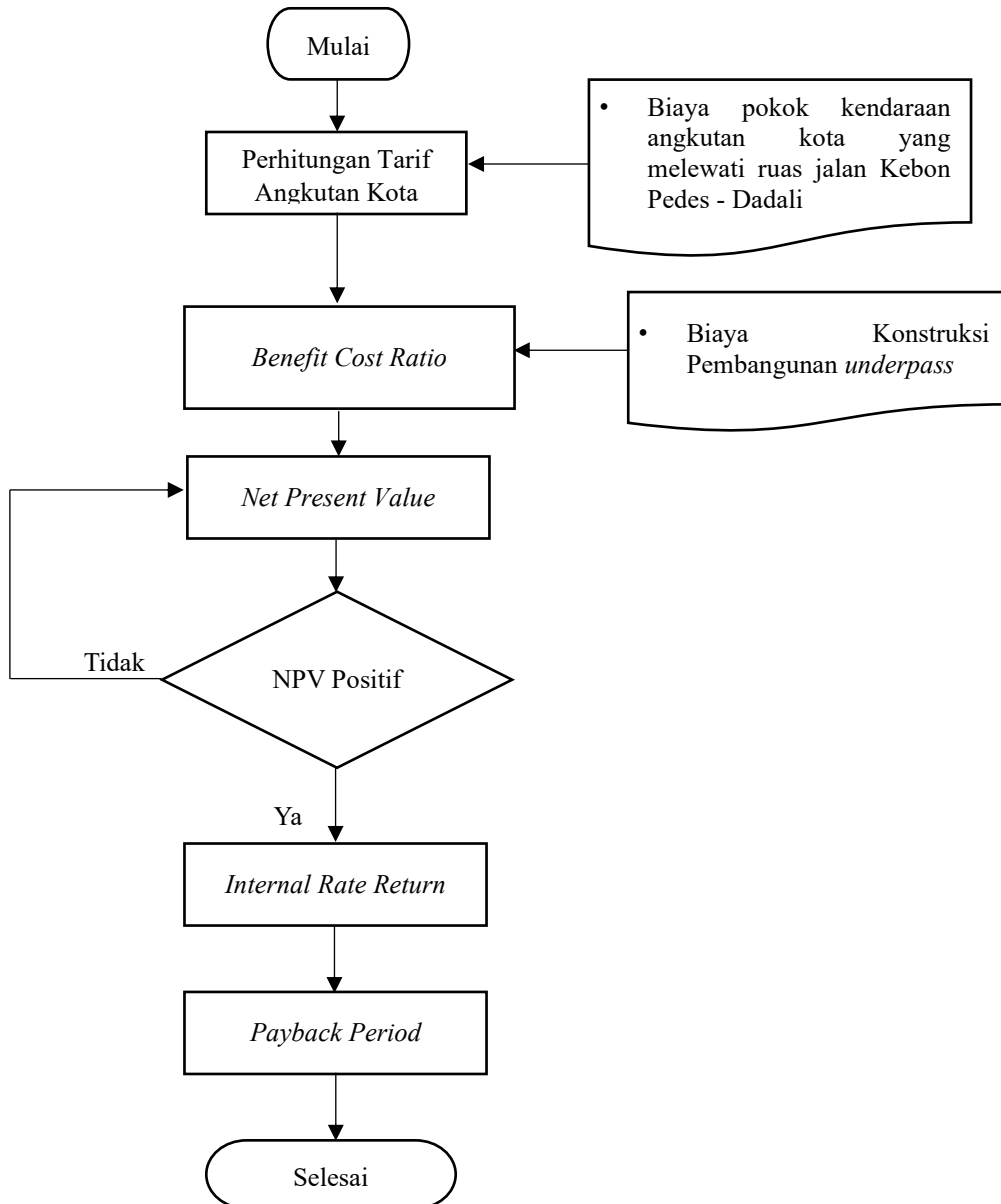 Mulai
Perhitungan Tarif
Angkutan Kota
• Biaya pokok kendaraan
angkutan kota yang
melewati ruas jalan Kebon
Pedes - Dadali
Benefit Cost Ratio
• Biaya Konstruksi
Pembangunan underpass
Net Present Value
Tidak
NPV Positif
Ya
Internal Rate Return
Payback Period
Selesai